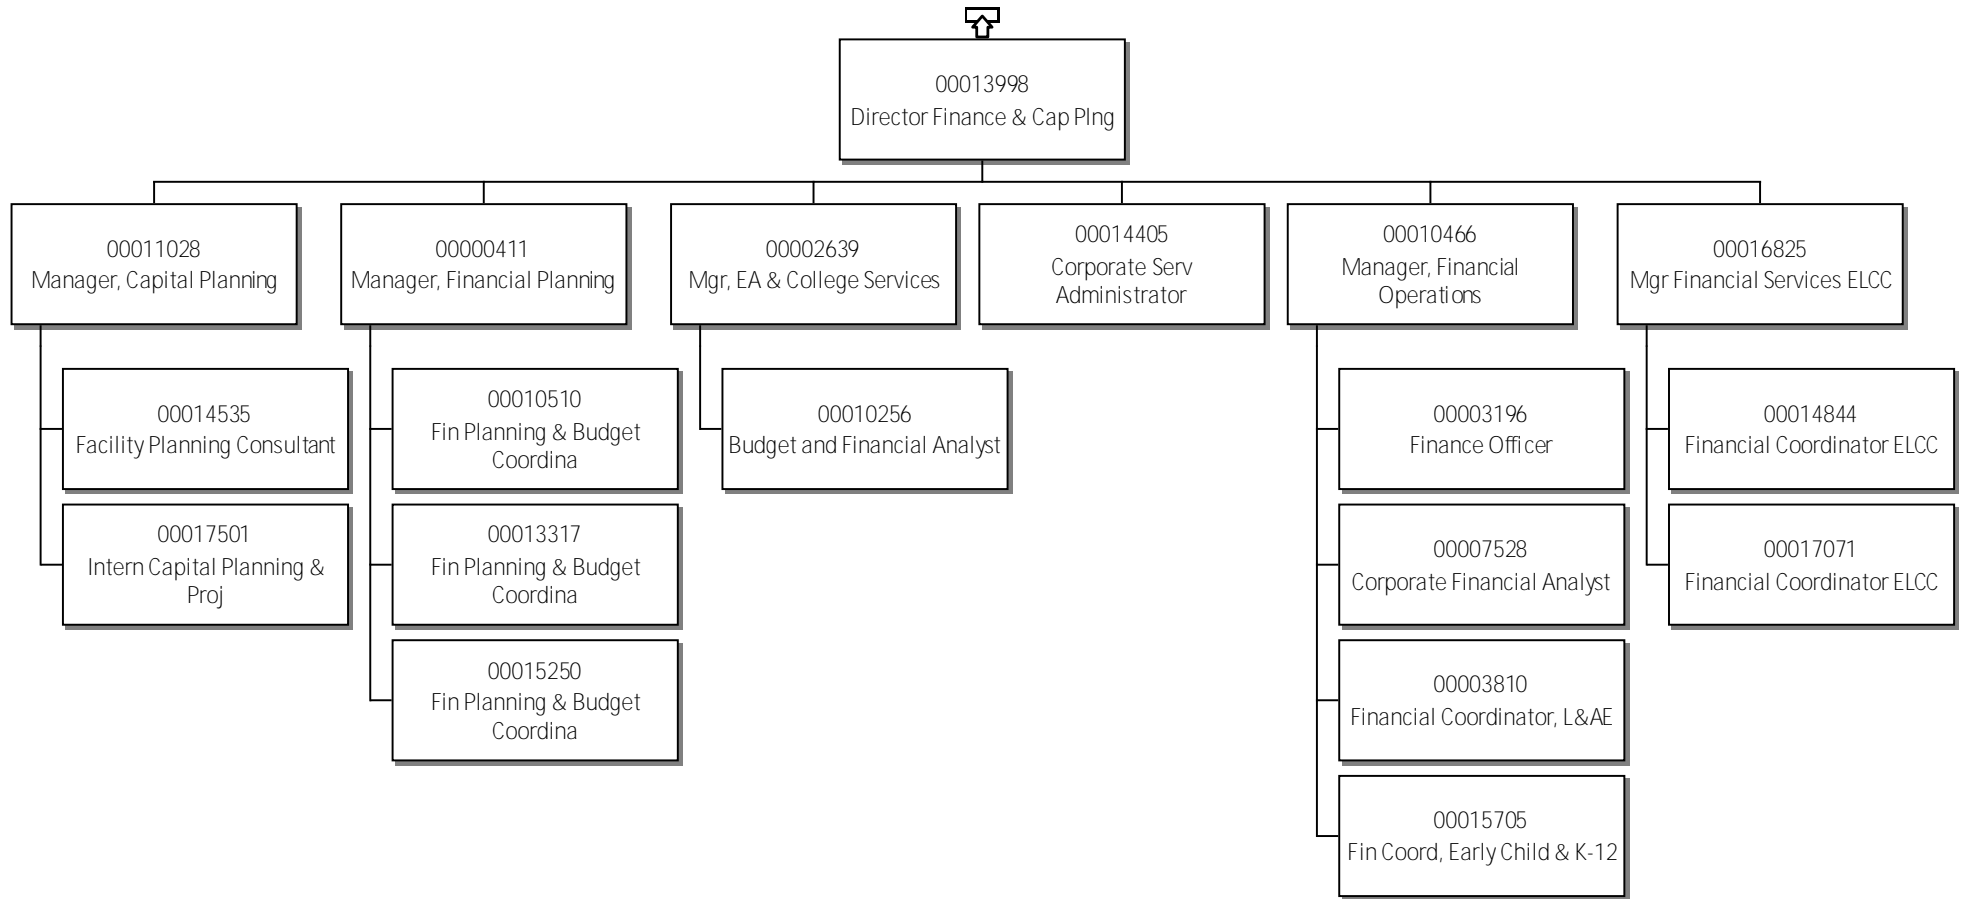 00013998
Director Finance & Cap Plng
00011028
Manager, Capital Planning
00000411
Manager, Financial Planning
00002639
Mgr, EA & College Services
00014405
Corporate Serv
Administrator
00010466
Manager, Financial
Operations
00016825
Mgr Financial Services ELCC
00014535
Facility Planning Consultant
00017501
Intern Capital Planning &
Proj
00010510
Fin Planning & Budget
Coordina
00013317
Fin Planning & Budget
Coordina
00015250
Fin Planning & Budget
Coordina
00010256
Budget and Financial Analyst
00003196
Finance Officer
00007528
Corporate Financial Analyst
00003810
Financial Coordinator, L&AE
00015705
Fin Coord, Early Child & K-12
00014844
Financial Coordinator ELCC
00017071
Financial Coordinator ELCC